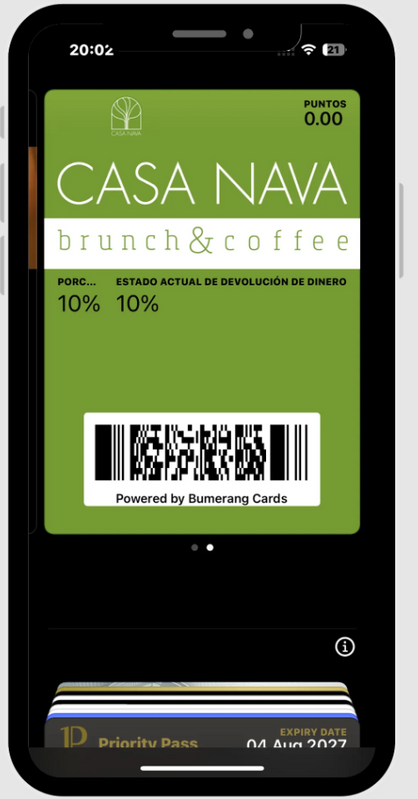 20:02
21
CASA NAVA
PUNTOS
0.00
CASA NAVA
brunch&coffee
PORC... ESTADO ACTUAL DE DEVOLUCIÓN DE DINERO
10% 10%
Powered by Bumerang Cards
EXPIRY DATE
Priority Pass 04 Aug 2027